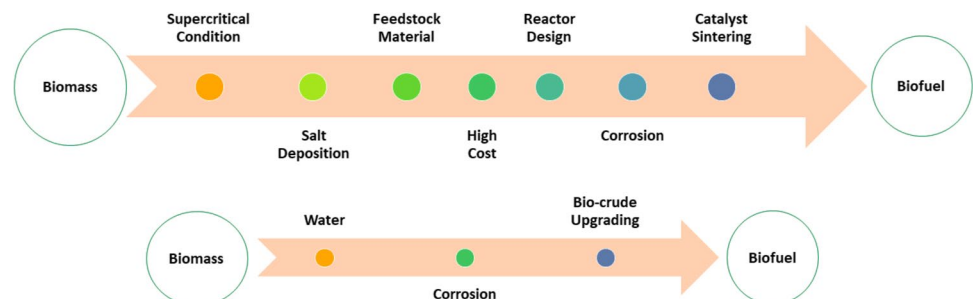 Supercritical
Condition
Feedstock
Material
Reactor
Design
Catalyst
Sintering
Biomass
Biofuel
Salt
Deposition
High
Cost
Corrosion
Water
Bio-crude
Upgrading
Biomass
Biofuel
Corrosion